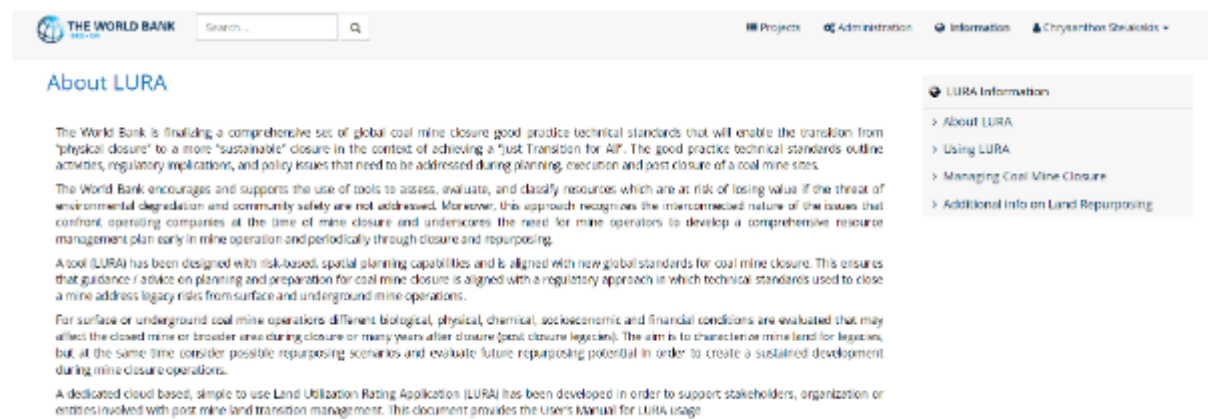 THE WORLD BANK
Search...
Projects
Administration
Information
Chrysanthos Steiakakis
About LURA
The World Bank is finalizing a comprehensive set of global coal mine closure good practice technical standards that will enable the transition from
"physical closure" to a more "sustainable" closure in the context of achieving a "Just Transition for All". The good practice technical standards outline
activities, regulatory implications, and policy issues that need to be addressed during planning, execution and post closure of a coal mine sites.
The World Bank encourages and supports the use of tools to assess, evaluate, and classify resources which are at risk of losing value if the threat of
environmental degradation and community safety are not addressed. Moreover, this approach recognizes the interconnected nature of the issues that
confront operating companies at the time of mine closure and underscores the need for mine operators to develop a comprehensive resource
management plan early in mine operation and periodically through closure and repurposing.
A tool (LURA) has been designed with risk-based, spatial planning capabilities and is aligned with new global standards for coal mine closure. This ensures
that guidance / advice on planning and preparation for coal mine closure is aligned with a regulatory approach in which technical standards used to close
a mine address legacy risks from surface and underground mine operations.
For surface or underground coal mine operations different biological, physical, chemical, socioeconomic and financial conditions are evaluated that may
affect the closed mine or broader area during closure or many years after closure (post closure legacies). The aim is to characterize mine land for legacies,
but at the same time consider possible repurposing scenarios and evaluate future repurposing potential in order to create a sustained development
during mine closure operations.
A dedicated cloud based, simple to use Land Utilization Rating Application (LURA) has been developed in order to support stakeholders, organization or
entities involved with post mine land transition management. This document provides the User's Manual for LURA usage
LURA Information
> About LURA
> Using LURA
> Managing Coal Mine Closure
> Additional info on Land Repurposing